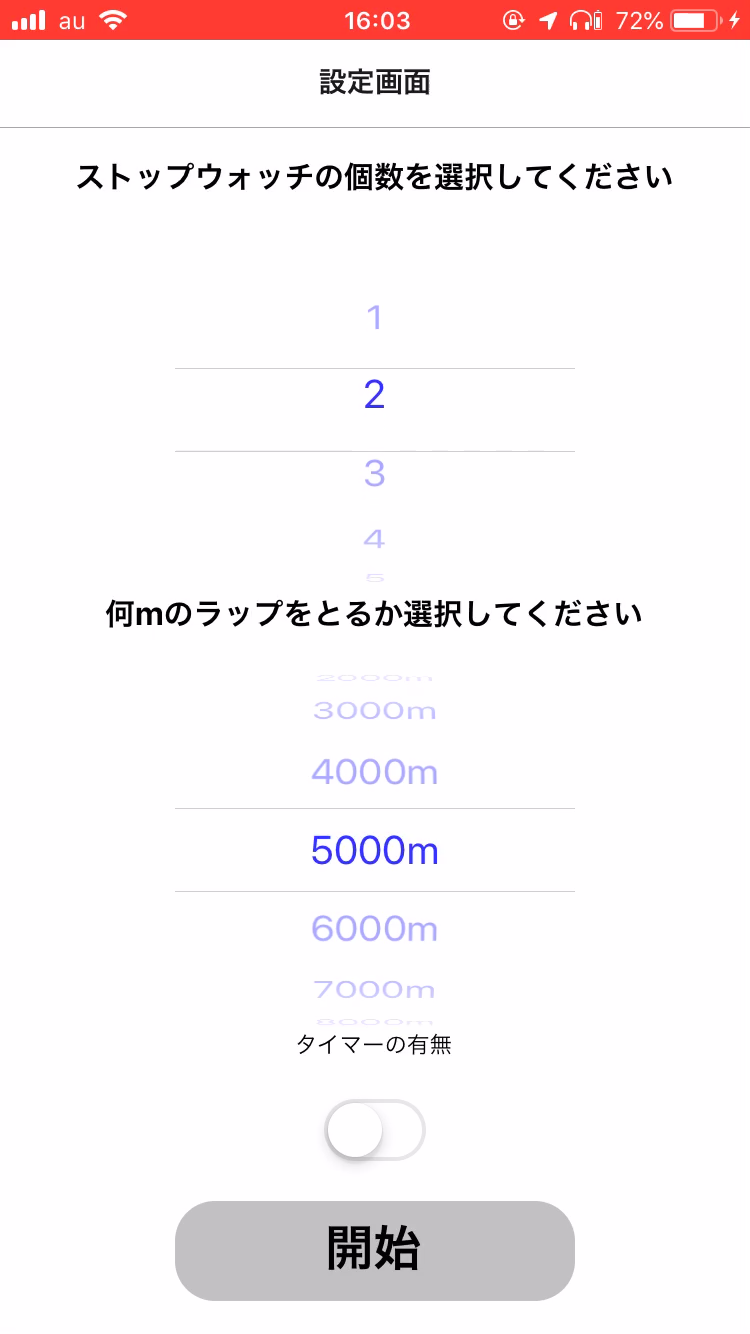 au 16:03 72%
設定画面
ストップウォッチの個数を選択してください
1
2
3
4
5
何mのラップをとるか選択してください
2000m
3000m
4000m
5000m
6000m
7000m
8000m
タイマーの有無
開始